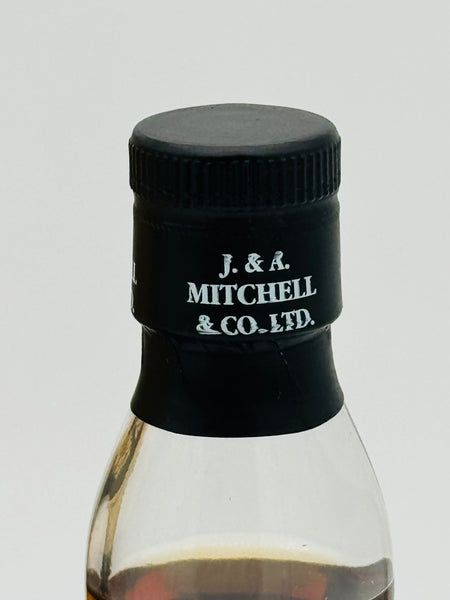 J. & A.
MITCHELL
& CO. LTD.